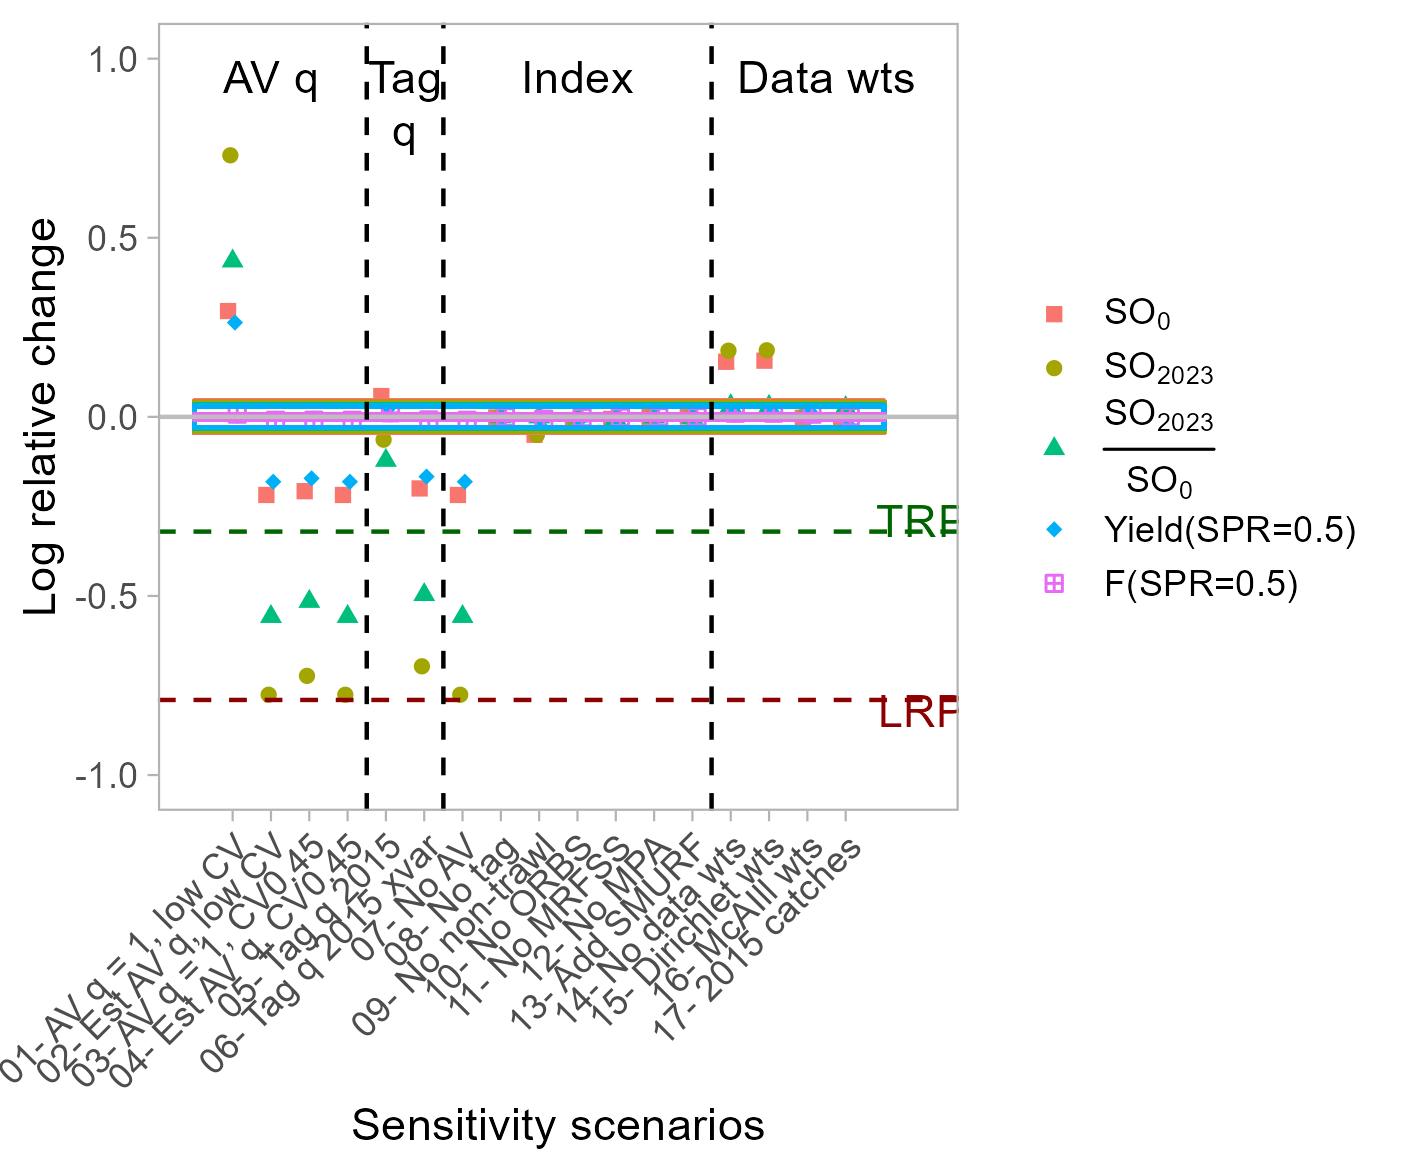 1.0
0.5
0.0
-0.5
-1.0
Log relative change
AV q
Tag
q
Index
Data wts
TRP
LRP
01- AV q = 1, low CV
02- Est AV q, low CV
03- AV q = 1, CV0.45
04- Est AV q, CV0.45
05- Tag q 2015
06- Tag q 2015 xvar
07- No AV
08- No tag
09- No non-trawl
10- No ORBS
11- No MRFSS
12- No MPA
13- Add SMURF
14- No data wts
15- Dirichlet wts
16- McAllI wts
17- 2015 catches
Sensitivity scenarios
SO0
SO2023
SO2023
SO0
Yield(SPR=0.5)
F(SPR=0.5)